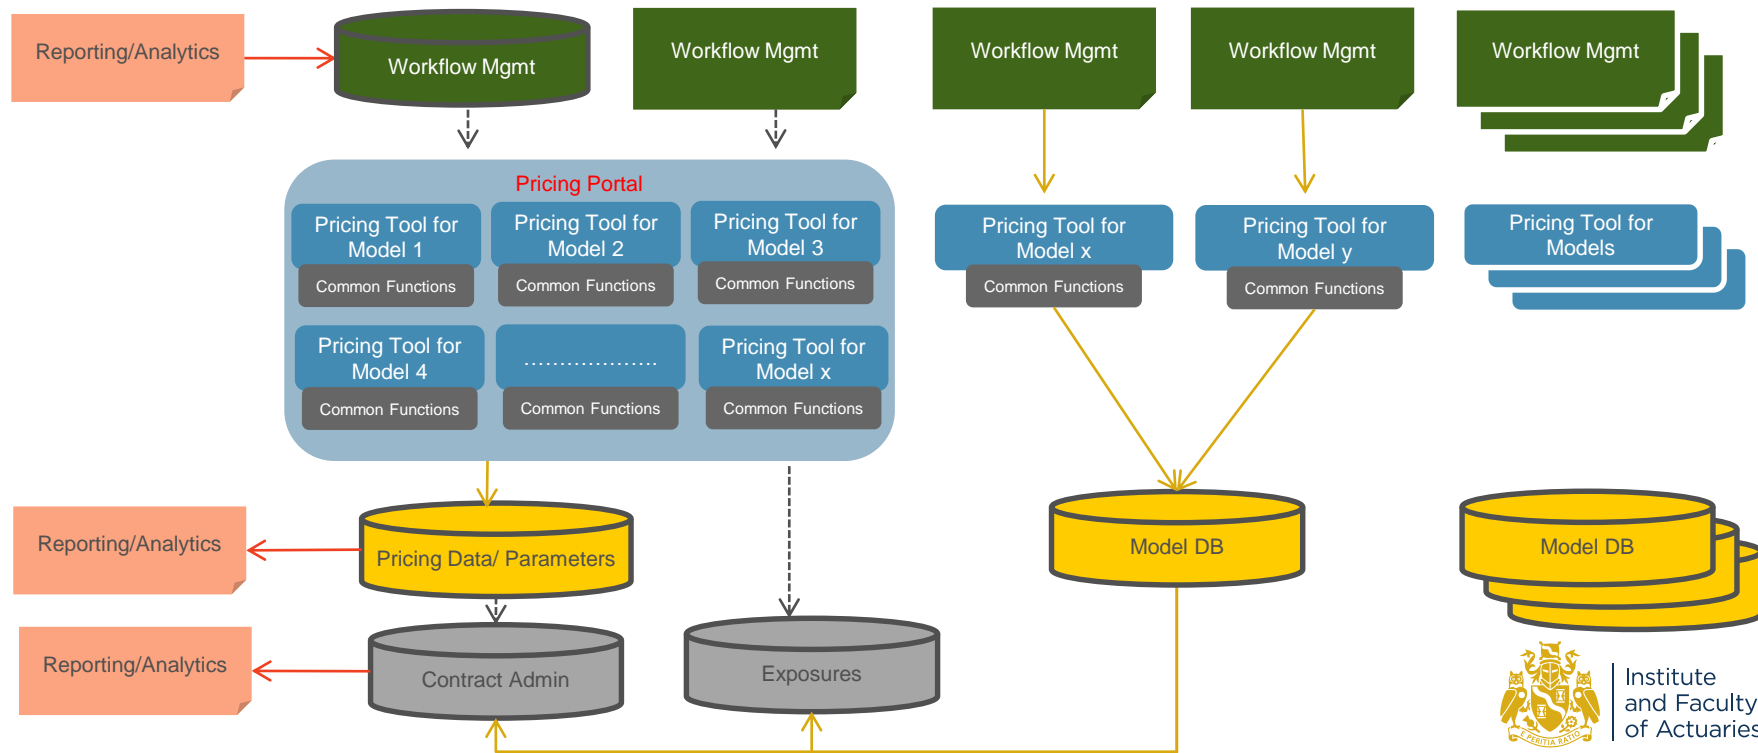 Reporting/Analytics
Workflow Mgmt
Workflow Mgmt
Workflow Mgmt
Workflow Mgmt
Workflow Mgmt
Pricing Portal
Pricing Tool for
Model 1
Common Functions
Pricing Tool for
Model 2
Common Functions
Pricing Tool for
Model 3
Common Functions
Pricing Tool for
Model x
Common Functions
Pricing Tool for
Model y
Common Functions
Pricing Tool for
Models
Pricing Tool for
Model 4
Common Functions
...................
Common Functions
Pricing Tool for
Model x
Common Functions
Reporting/Analytics
Pricing Data/ Parameters
Model DB
Model DB
Reporting/Analytics
Contract Admin
Exposures
E PERITIA RATIO
Institute
and Faculty
of Actuaries